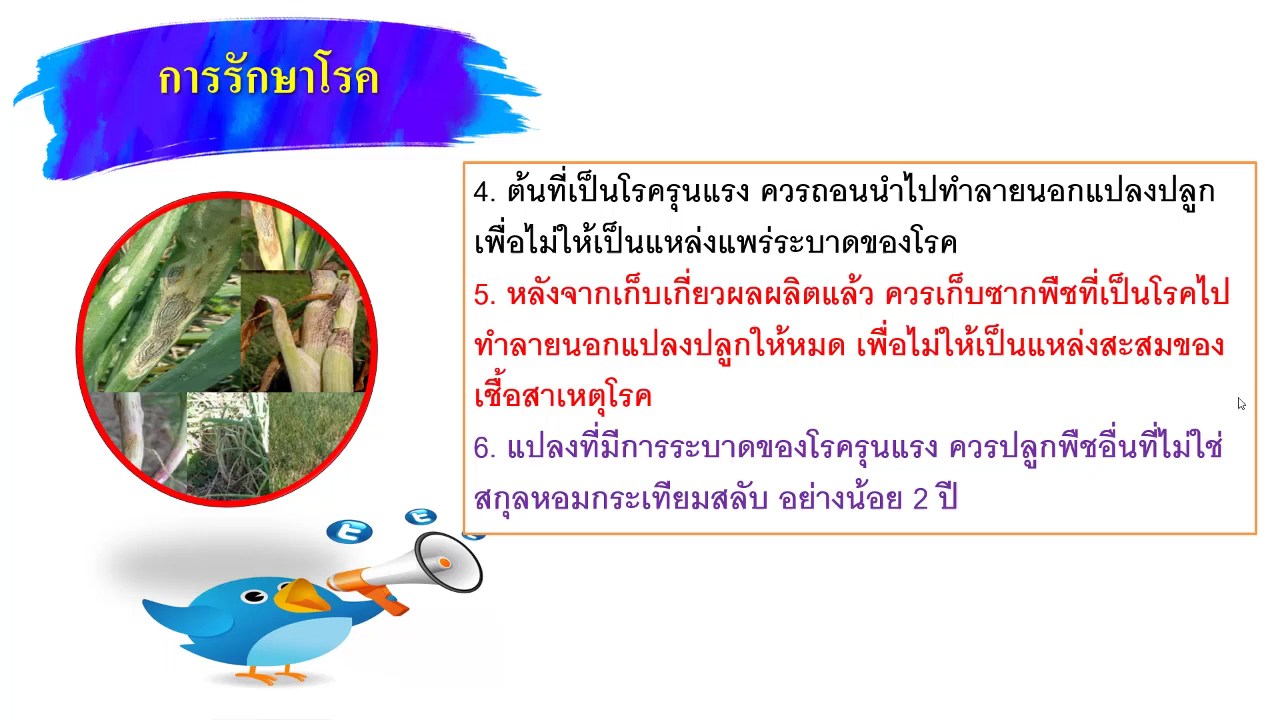 การรักษาโรค
4. ต้นที่เป็นโรครุนแรง ควรถอนนำไปทำลายนอกแปลงปลูก
เพื่อไม่ให้เป็นแหล่งแพร่ระบาดของโรค
5. หลังจากเก็บเกี่ยวผลผลิตแล้ว ควรเก็บซากพืชที่เป็นโรคไป
ทำลายนอกแปลงปลูกให้หมด เพื่อไม่ให้เป็นแหล่งสะสมของ
เชื้อสาเหตุโรค
6. แปลงที่มีการระบาดของโรครุนแรง ควรปลูกพืชอื่นที่ไม่ใช่
สกุลหอมกระเทียมสลับ อย่างน้อย 2 ปี